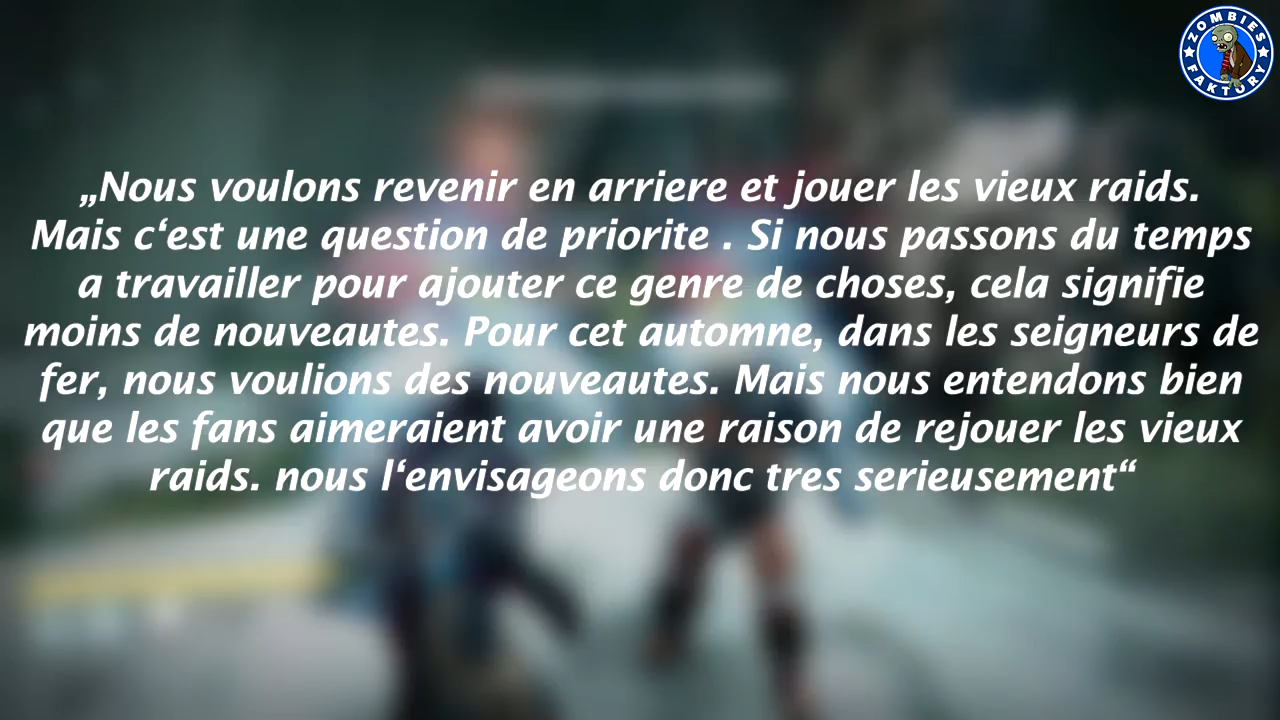 ZOMBIES
FAKTORY
„Nous voulons revenir en arriere et jouer les vieux raids.
Mais c‘est une question de priorite . Si nous passons du temps
a travailler pour ajouter ce genre de choses, cela signifie
moins de nouveautes. Pour cet automne, dans les seigneurs de
fer, nous voulions des nouveautes. Mais nous entendons bien
que les fans aimeraient avoir une raison de rejouer les vieux
raids. nous l‘envisageons donc tres serieusement“